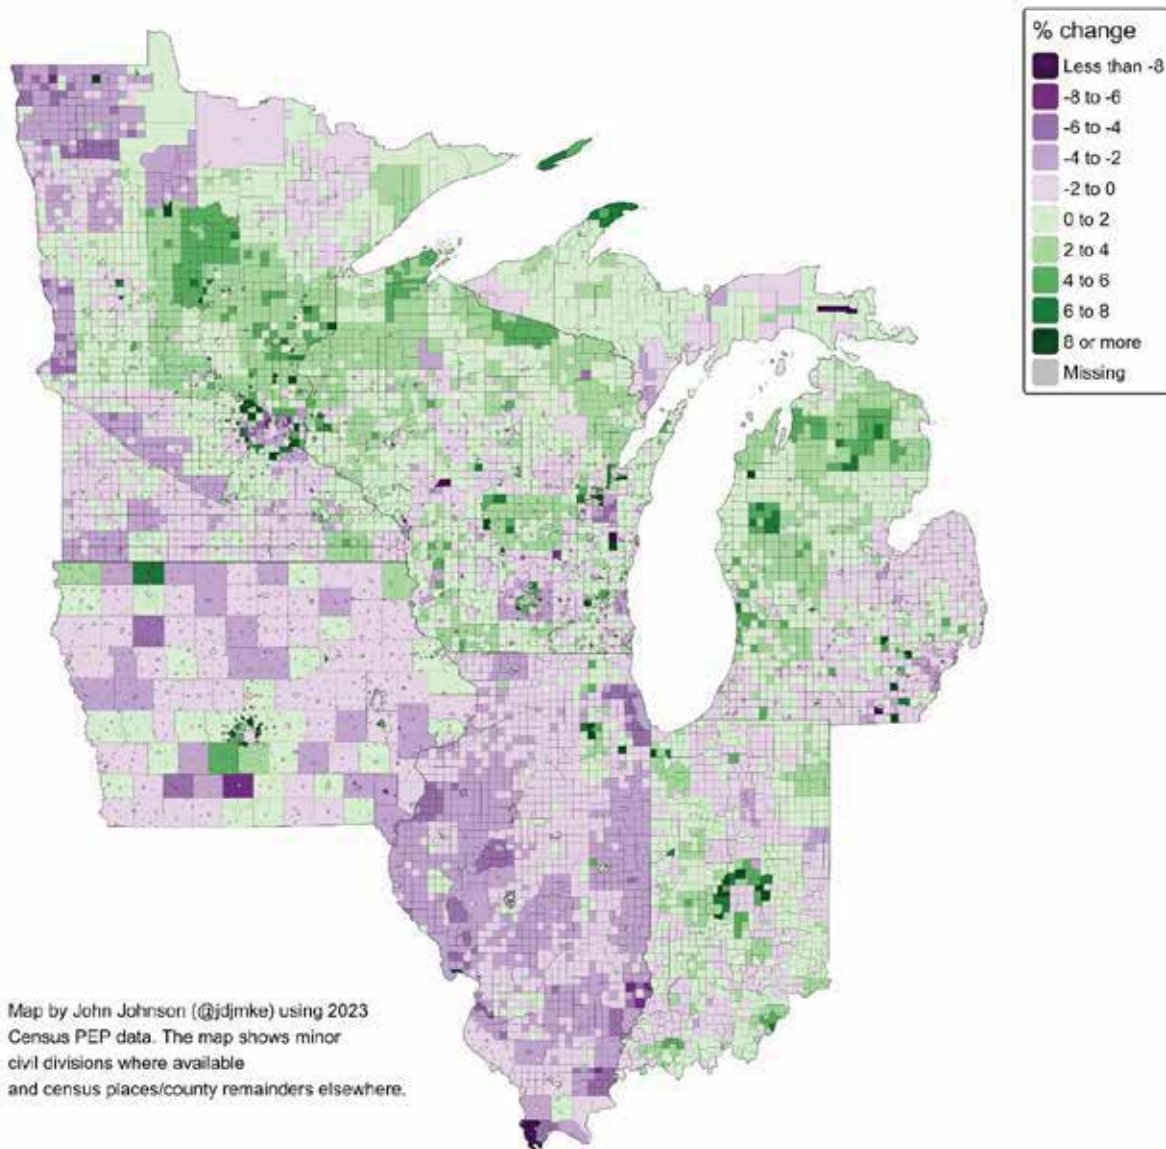 % change
Less than -8
-8 to -6
-6 to -4
-4 to -2
-2 to 0
0 to 2
2 to 4
4 to 6
6 to 8
8 or more
Missing
Map by John Johnson (@jdjmke) using 2023
Census PEP data. The map shows minor
civil divisions where available
and census places/county remainders elsewhere.